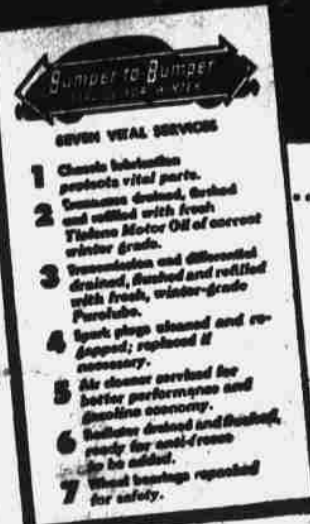 Bumper to Bumper
SEVEN VITAL SERVICES
1 Chassis lubrication
protects vital parts.
2 drained, flushed
and refilled with fresh
Tiolene Motor Oil of correct
winter grade.
3 Transmission and differential
drained, flushed and refilled
with fresh, winter-grade
Purolube.
4 Spark plugs cleaned and re-
gapped; replaced if
necessary.
5 Air cleaner serviced for
better performance and
gasoline economy.
6 Radiator drained and flushed,
ready for anti-freeze
to be added.
7 Wheel bearings repacked
for safety.